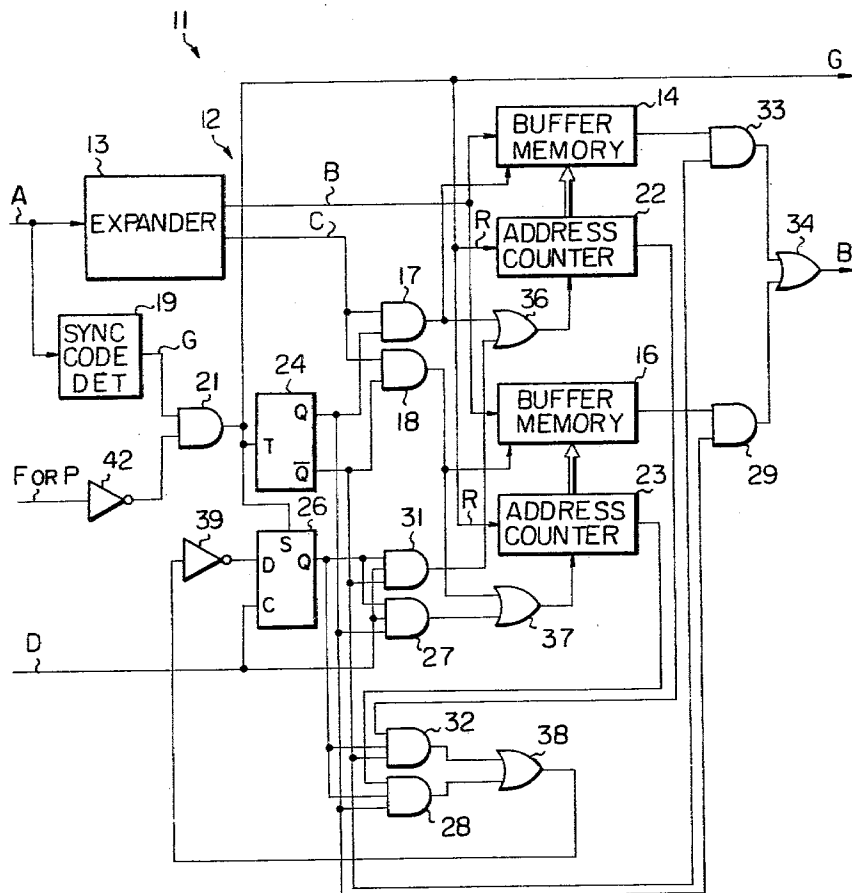 11
G
12
14
BUFFER
MEMORY
33
13
A
EXPANDER
B
C
22
R
ADDRESS
COUNTER
34
B
17
36
19
SYNC
CODE
DET
G
21
24
Q
T
Q̅
18
16
BUFFER
MEMORY
29
F OR P
42
26
S
D
Q
C
39
31
23
R
ADDRESS
COUNTER
27
37
D
32
38
28